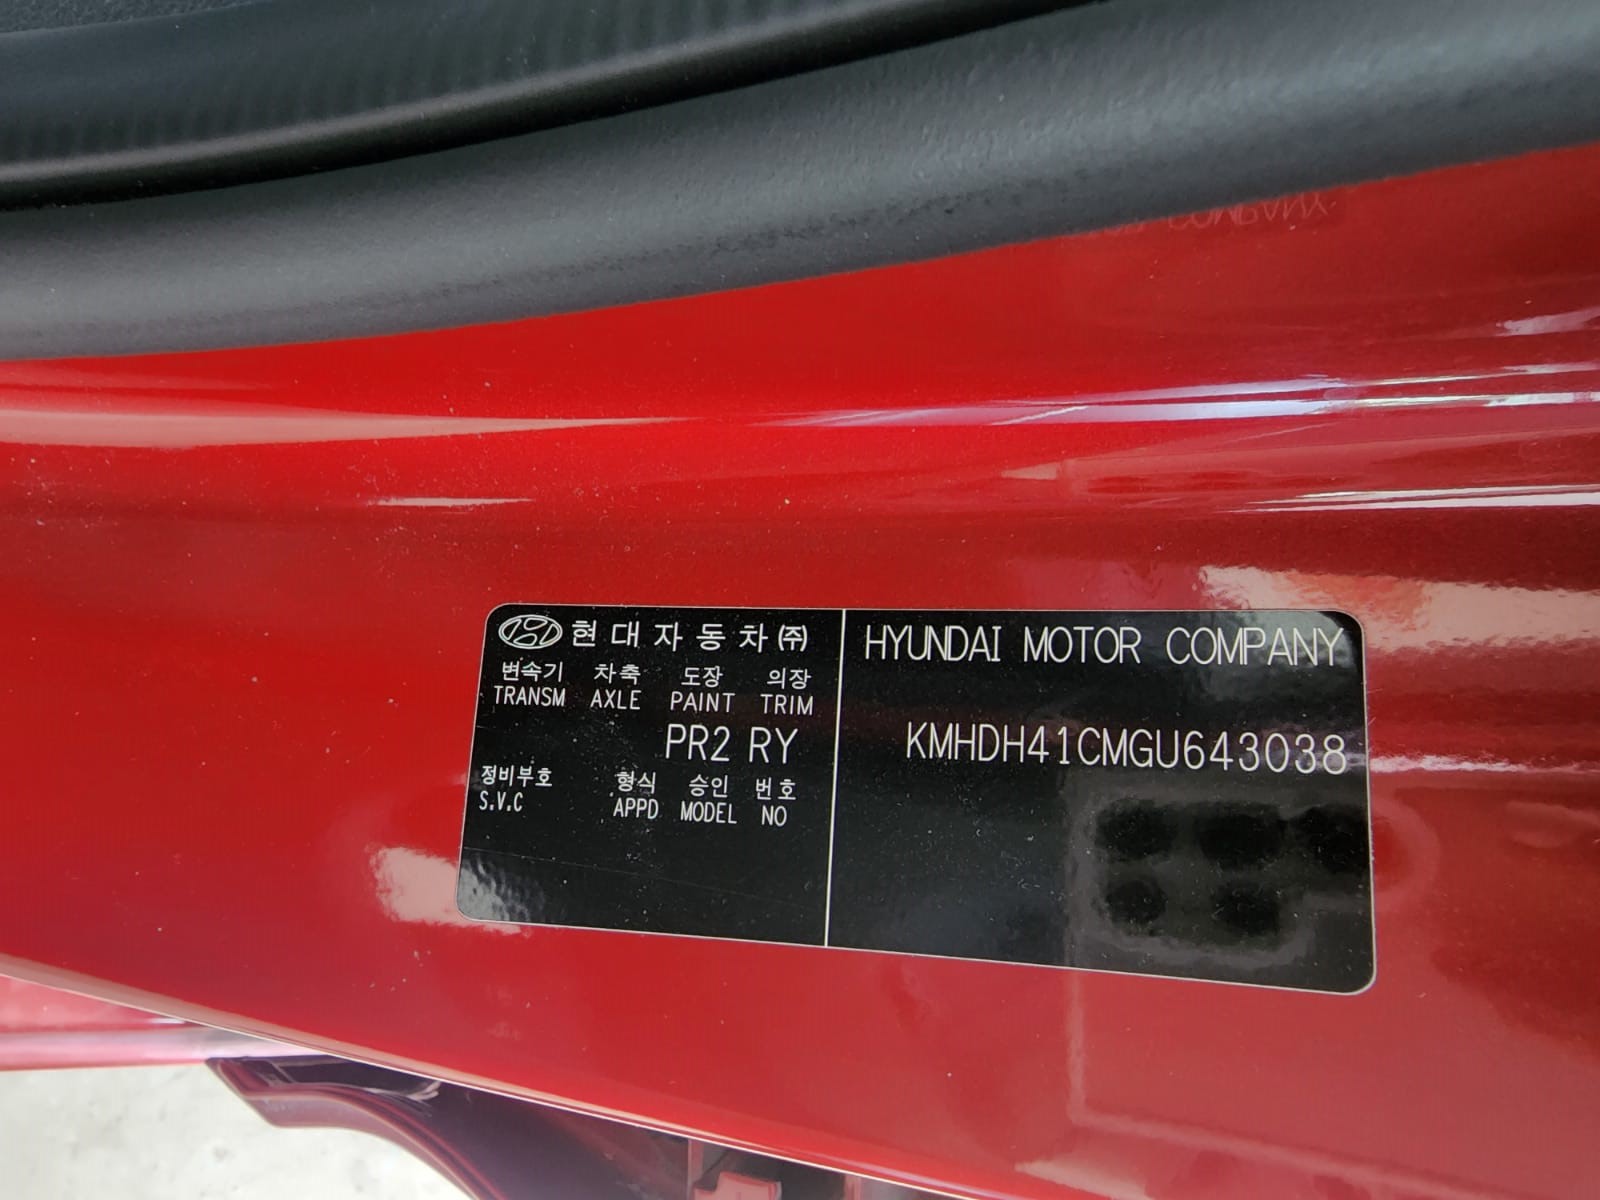 현대자동차㈜
변속기 차축 도장 의장
TRANSM AXLE PAINT TRIM
PR2 RY
정비부호 형식 승인 번호
S.V.C APPD MODEL NO
HYUNDAI MOTOR COMPANY
KMHDH41CMGU643038
COMPANY